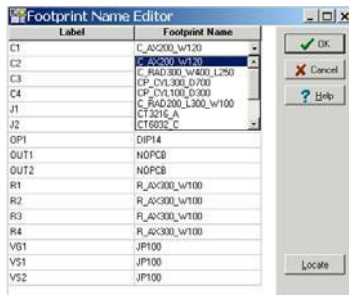 Footprint Name Editor
Label Footprint Name
C1 C_AX200_W120
C2 C_AX200_W120
C3 C_RAD300_W400_L250
CP_CYL300_D700
C4 CP_CYL100_D300
J1 C_RAD200_L300_W100
CT3216_A
J2 CT6032_C
OP1 DIP14
OUT1 NOPCB
OUT2 NOPCB
R1 R_AX300_W100
R2 R_AX300_W100
R3 R_AX300_W100
R4 R_AX300_W100
VG1 JP100
VS1 JP100
VS2 JP100
OK
Cancel
? Help
Locate